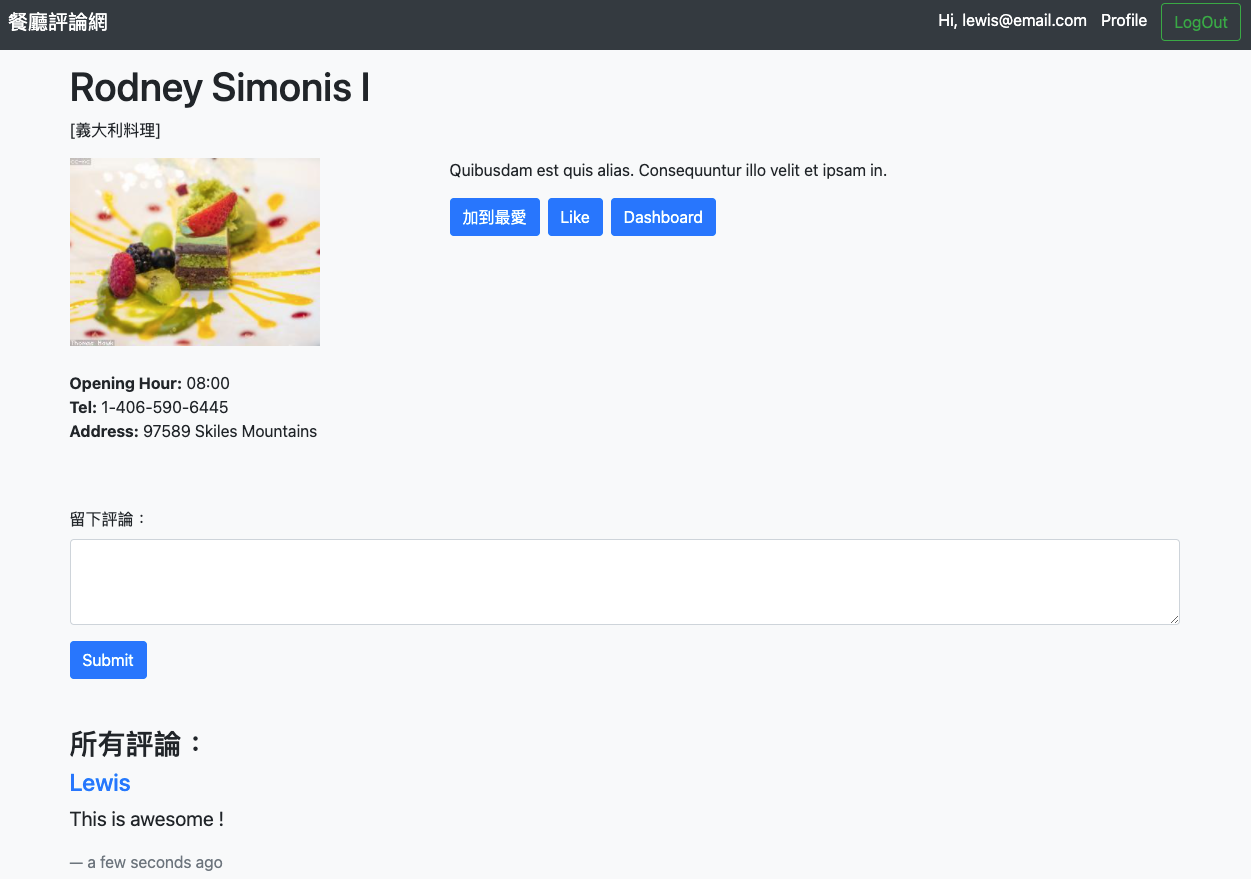 餐廳評論網
Hi, lewis@email.com Profile LogOut
Rodney Simonis I
[義大利料理]
Quibusdam est quis alias. Consequuntur illo velit et ipsam in.
加到最愛 Like Dashboard
Thomas Hawk
Opening Hour: 08:00
Tel: 1-406-590-6445
Address: 97589 Skiles Mountains
留下評論：
Submit
所有評論：
Lewis
This is awesome !
— a few seconds ago